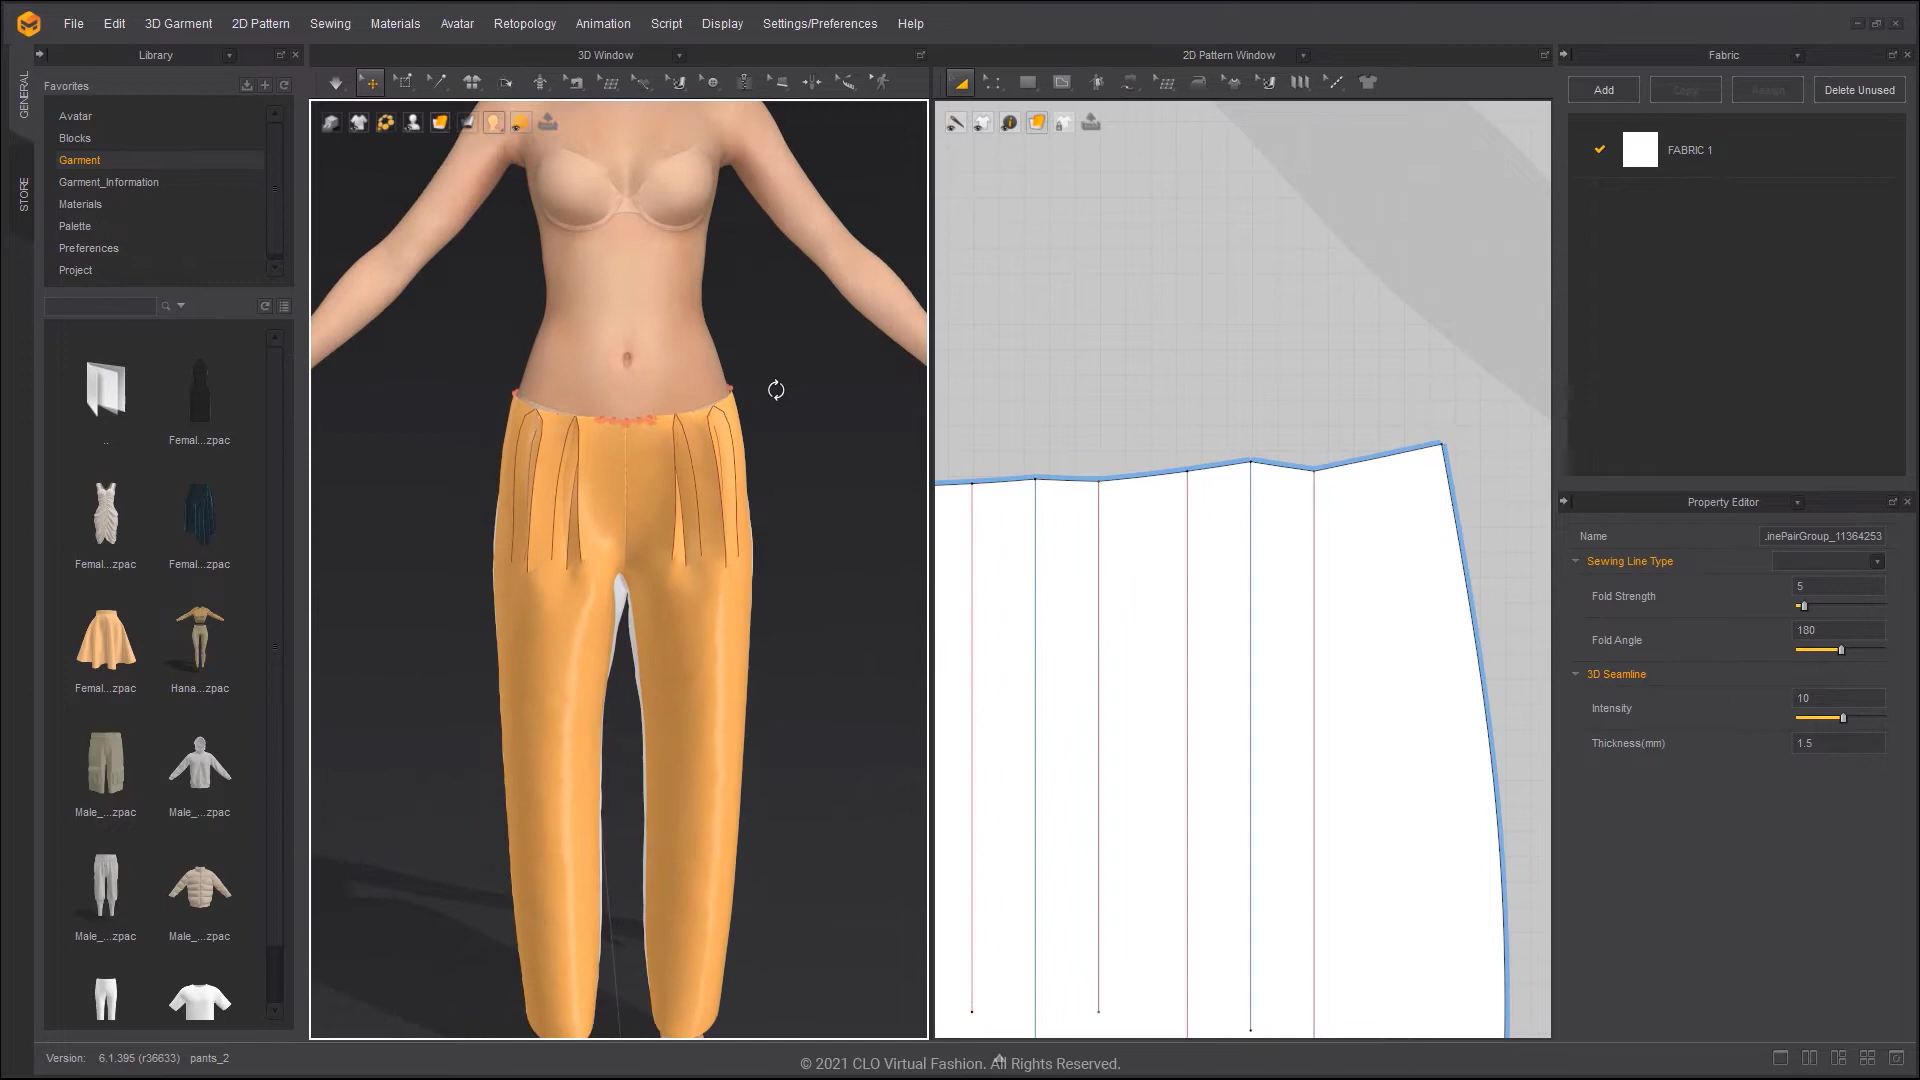 File Edit 3D Garment 2D Pattern Sewing Materials Avatar Retopology Animation Script Display Settings/Preferences Help
Library
3D Window
2D Pattern Window
Fabric
GENERAL
STORE
Favorites
Avatar
Blocks
Garment
Garment_Information
Materials
Palette
Preferences
Project
..
Femal...zpac
Femal...zpac
Femal...zpac
Femal...zpac
Hana...zpac
Male_...zpac
Male_...zpac
Male_...zpac
Male_...zpac
Add Copy Assign Delete Unused
FABRIC 1
Property Editor
Name .inePairGroup_11364253
Sewing Line Type
Fold Strength 5
Fold Angle 180
3D Seamline
Intensity 10
Thickness(mm) 1.5
Version: 6.1.395 (r36633) pants_2
© 2021 CLO Virtual Fashion. All Rights Reserved.